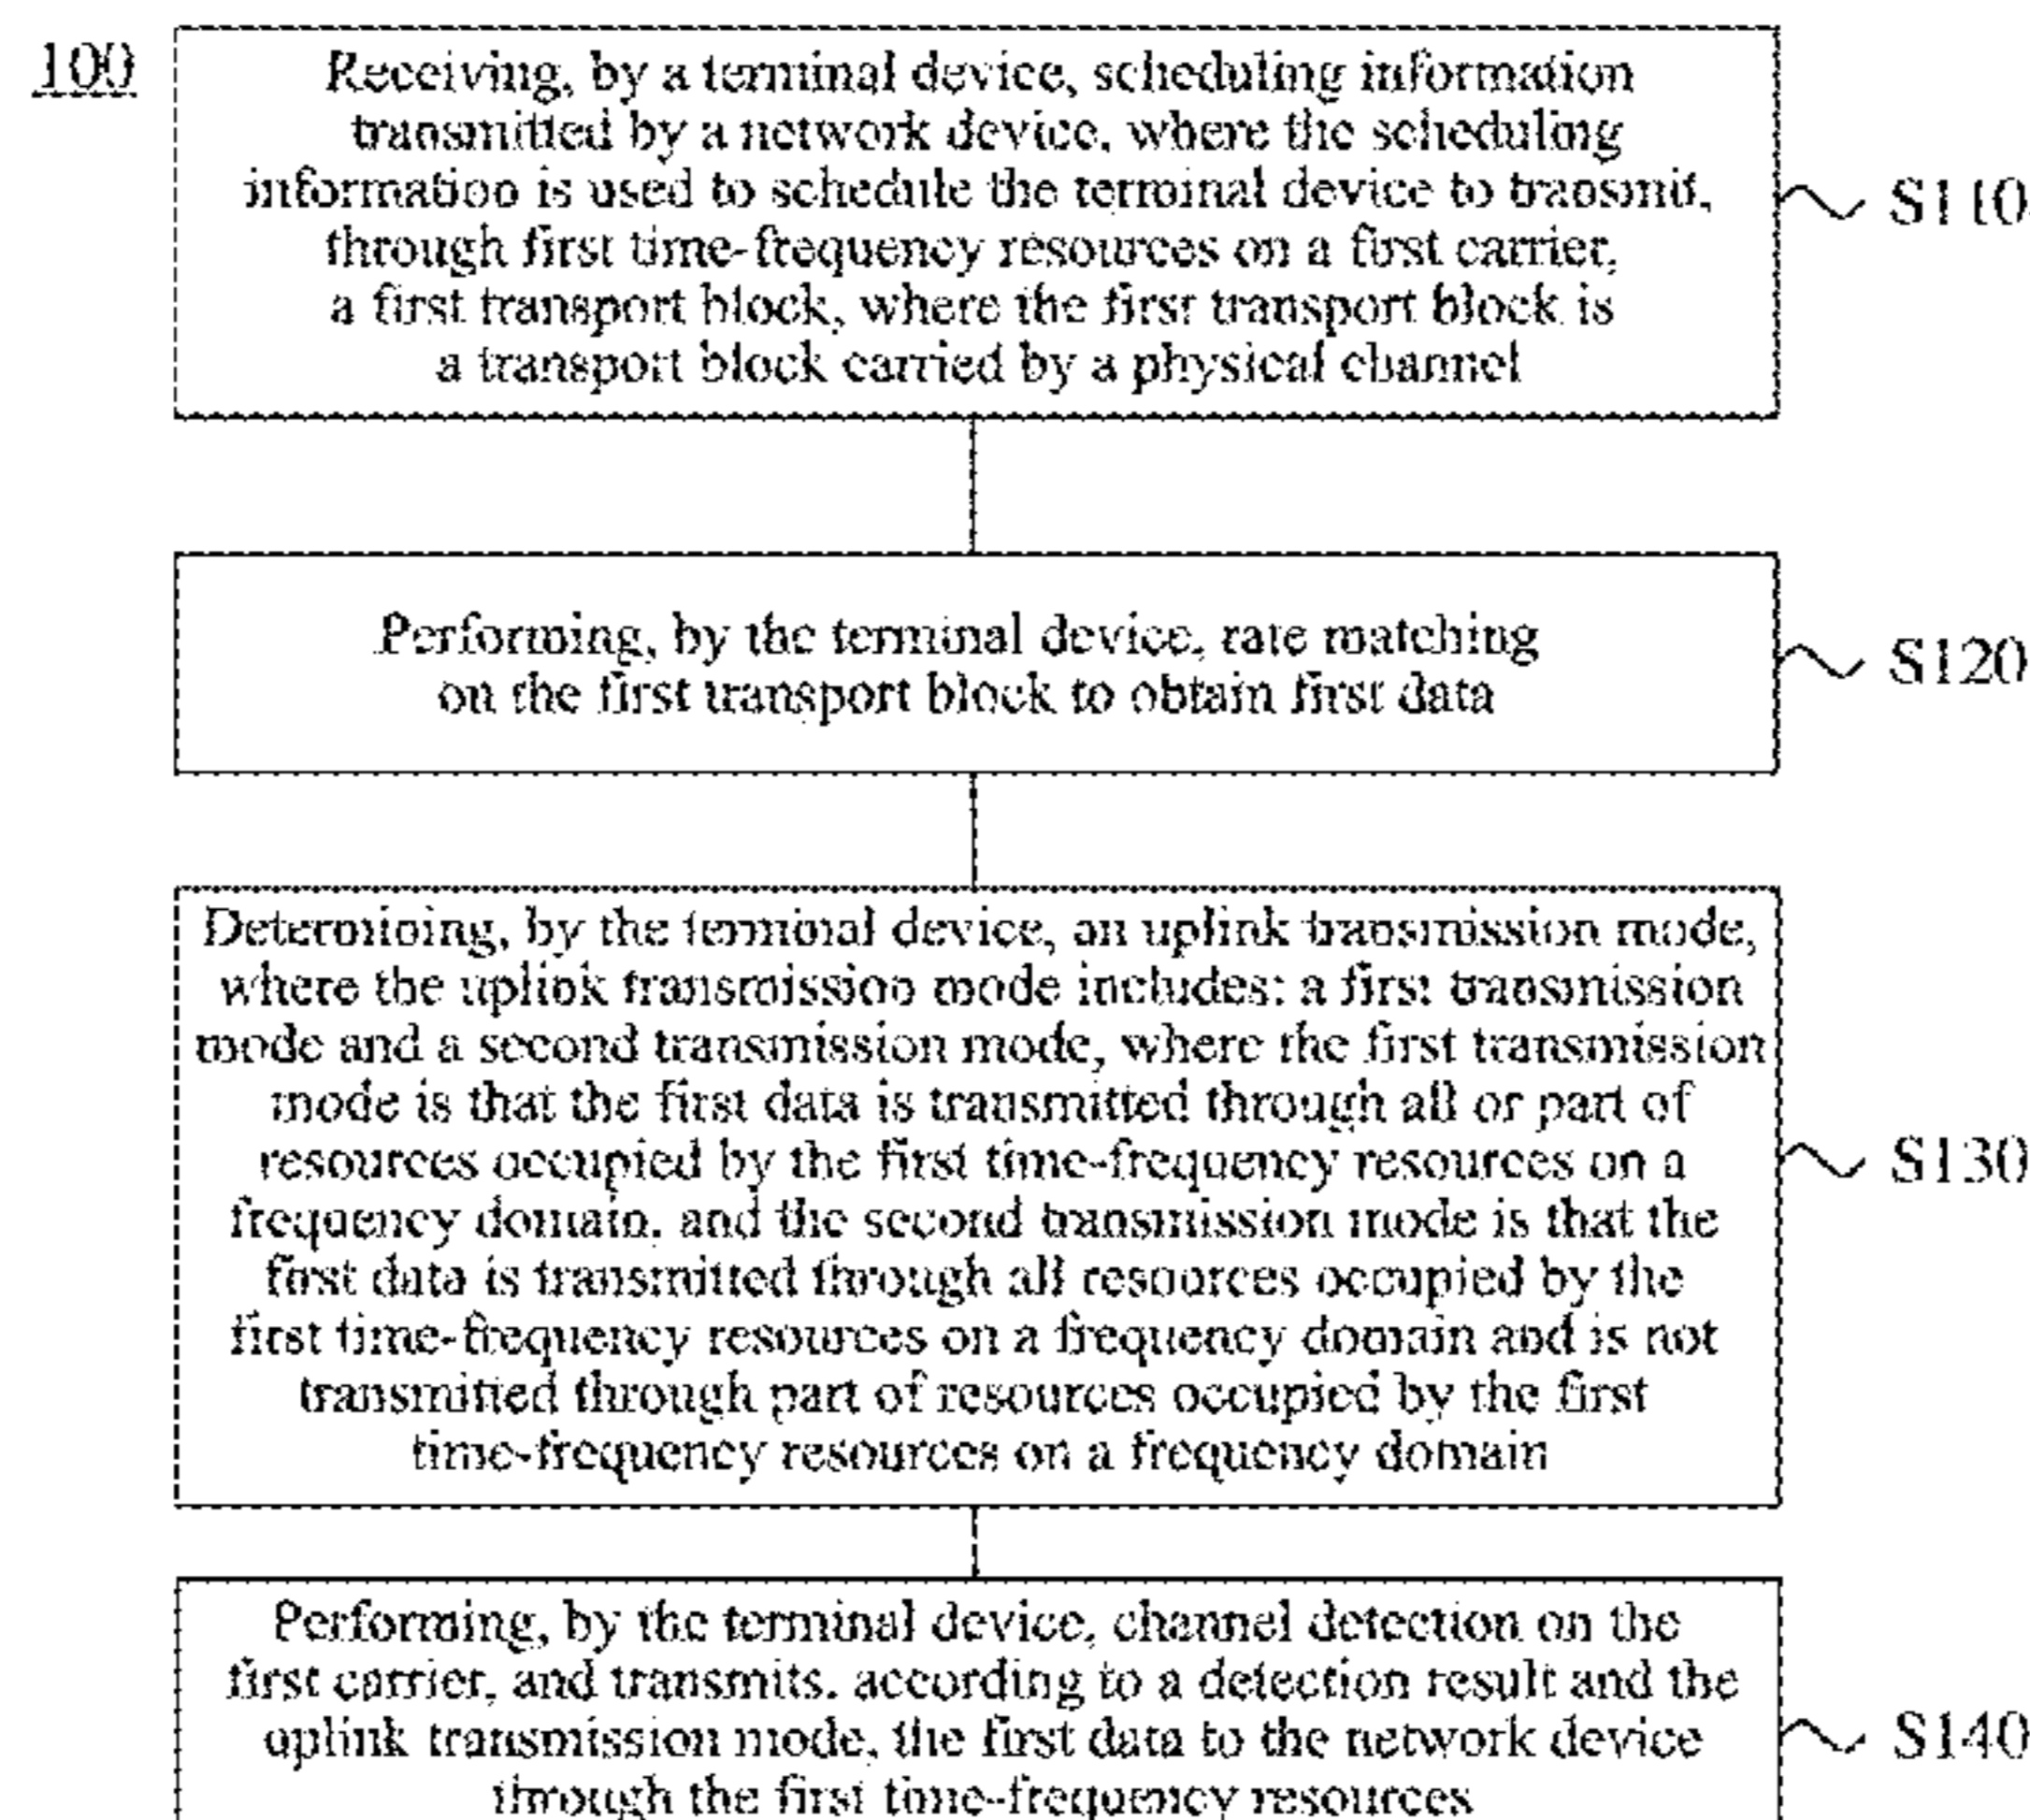 100
Receiving, by a terminal device, scheduling information
transmitted by a network device, where the scheduling
information is used to schedule the terminal device to transmit,
through first time-frequency resources on a first carrier,
a first transport block, where the first transport block is
a transport block carried by a physical channel
S110
Performing, by the terminal device, rate matching
on the first transport block to obtain first data
S120
Determining, by the terminal device, an uplink transmission mode,
where the uplink transmission mode includes: a first transmission
mode and a second transmission mode, where the first transmission
mode is that the first data is transmitted through all or part of
resources occupied by the first time-frequency resources on a
frequency domain, and the second transmission mode is that the
first data is transmitted through all resources occupied by the
first time-frequency resources on a frequency domain and is not
transmitted through part of resources occupied by the first
time-frequency resources on a frequency domain
S130
Performing, by the terminal device, channel detection on the
first carrier, and transmits, according to a detection result and the
uplink transmission mode, the first data to the network device
through the first time-frequency resources
S140